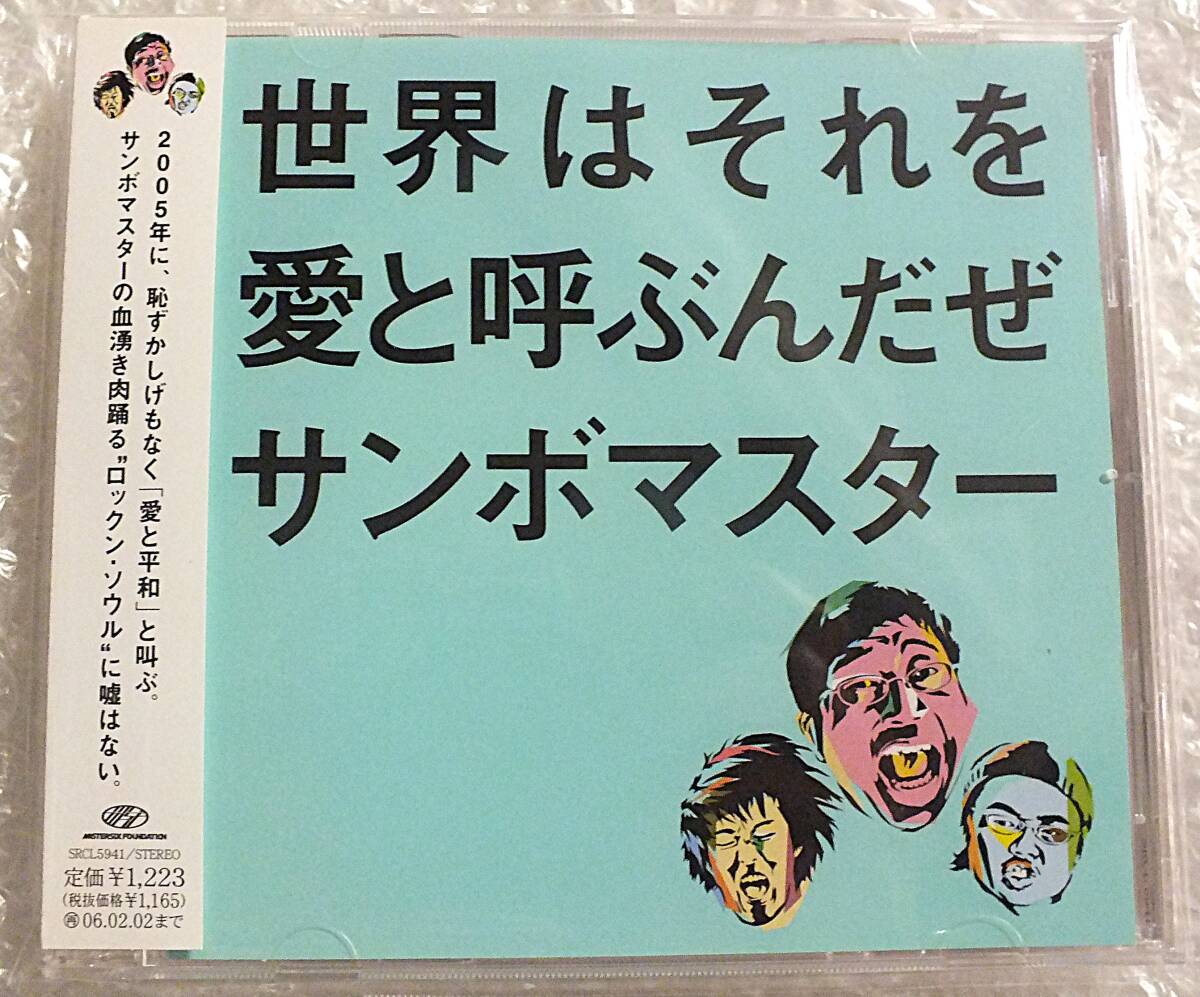 世界はそれを
愛と呼ぶんだぜ
サンボマスター
2005年に、恥ずかしげもなく「愛と平和」と叫ぶ。
サンボマスターの血湧き肉踊る"ロックン・ソウル"に嘘はない。
MISTERSIX FOUNDATION
SRCL5941/STEREO
定価¥1,223
(税抜価格¥1,165)
㊢06.02.02まで